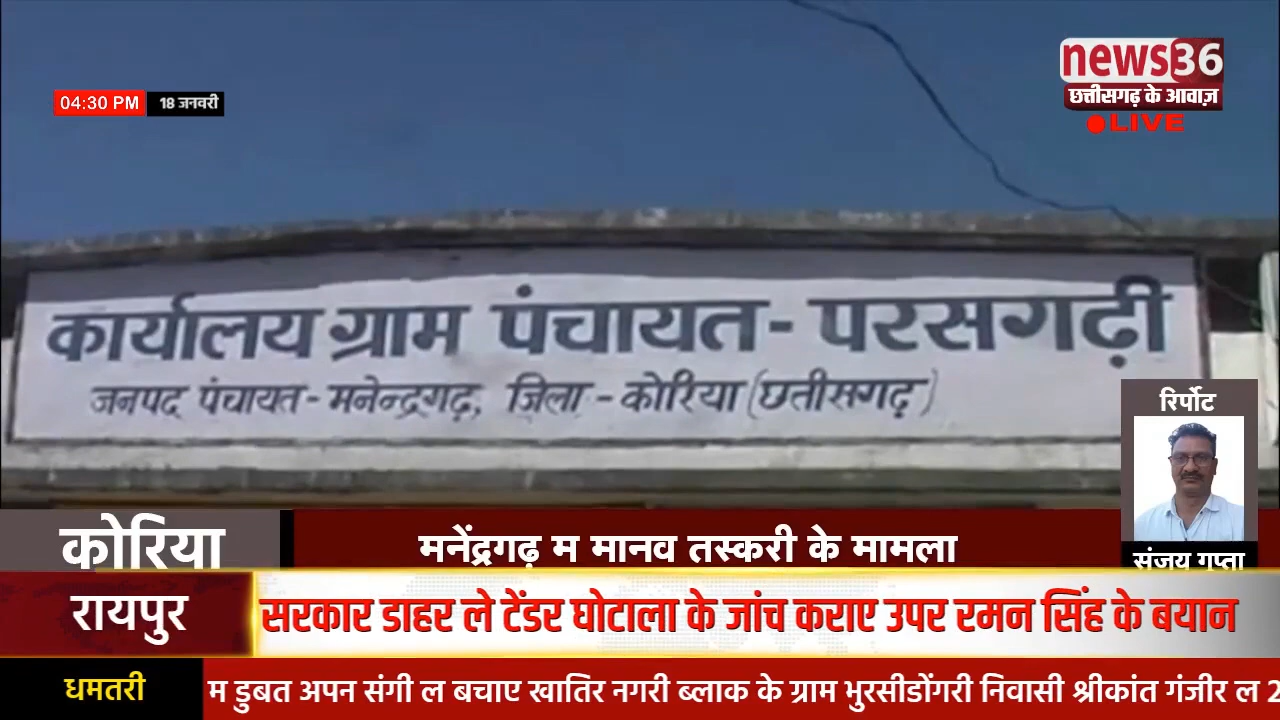 news36
04:30 PM 18 जनवरी
छत्तीसगढ़ के आवाज़
LIVE
कार्यालय ग्राम पंचायत - परसगढ़ी
जनपद पंचायत - मनेन्द्रगढ़, जिला - कोरिया (छतीसगढ़)
रिर्पोट
कोरिया
मनेंद्रगढ़ म मानव तस्करी के मामला
संजय गुप्ता
रायपुर
सरकार डाहर ले टेंडर घोटाला के जांच कराए उपर रमन सिंह के बयान
धमतरी
म डुबत अपन संगी ल बचाए खातिर नगरी ब्लाक के ग्राम भुरसीडोंगरी निवासी श्रीकांत गंजीर ल 2